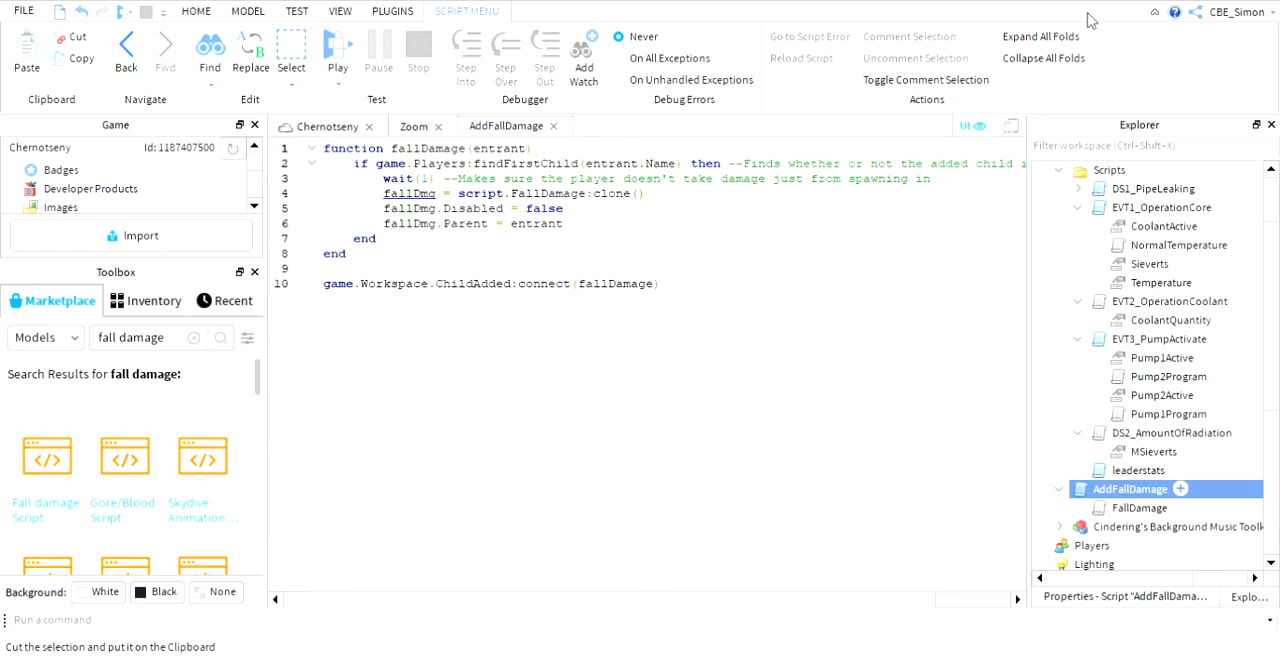 FILE HOME MODEL TEST VIEW PLUGINS SCRIPT MENU CBE_Simon
Paste Cut Copy Back Fwd Find Replace Select Play Pause Stop Step Into Step Over Step Out Add Watch
Never
On All Exceptions
On Unhandled Exceptions
Go to Script Error
Reload Script
Comment Selection
Uncomment Selection
Toggle Comment Selection
Expand All Folds
Collapse All Folds
Clipboard Navigate Edit Test Debugger Debug Errors Actions
Game
Chernotseny Id: 1187407500
Badges
Developer Products
Images
Import
Toolbox
Marketplace Inventory Recent
Models fall damage
Search Results for fall damage:
Fall damage Script
Gore/Blood Script
Skydive Animation...
Background: White Black None
Chernotseny Zoom AddFallDamage UI
1 function fallDamage(entrant)
2 if game.Players:findFirstChild(entrant.Name) then --Finds whether or not the added child i
3 wait(1) --Makes sure the player doesn't take damage just from spawning in
4 fallDmg = script.FallDamage:clone()
5 fallDmg.Disabled = false
6 fallDmg.Parent = entrant
7 end
8 end
9
10 game.Workspace.ChildAdded:connect(fallDamage)
Explorer
Filter workspace (Ctrl+Shift+X)
Scripts
DS1_PipeLeaking
EVT1_OperationCore
CoolantActive
NormalTemperature
Sieverts
Temperature
EVT2_OperationCoolant
CoolantQuantity
EVT3_PumpActivate
Pump1Active
Pump2Program
Pump2Active
Pump1Program
DS2_AmountOfRadiation
MSieverts
leaderstats
AddFallDamage
FallDamage
Cindering's Background Music Toolk
Players
Lighting
Properties - Script "AddFallDama... Explo...
Run a command
Cut the selection and put it on the Clipboard